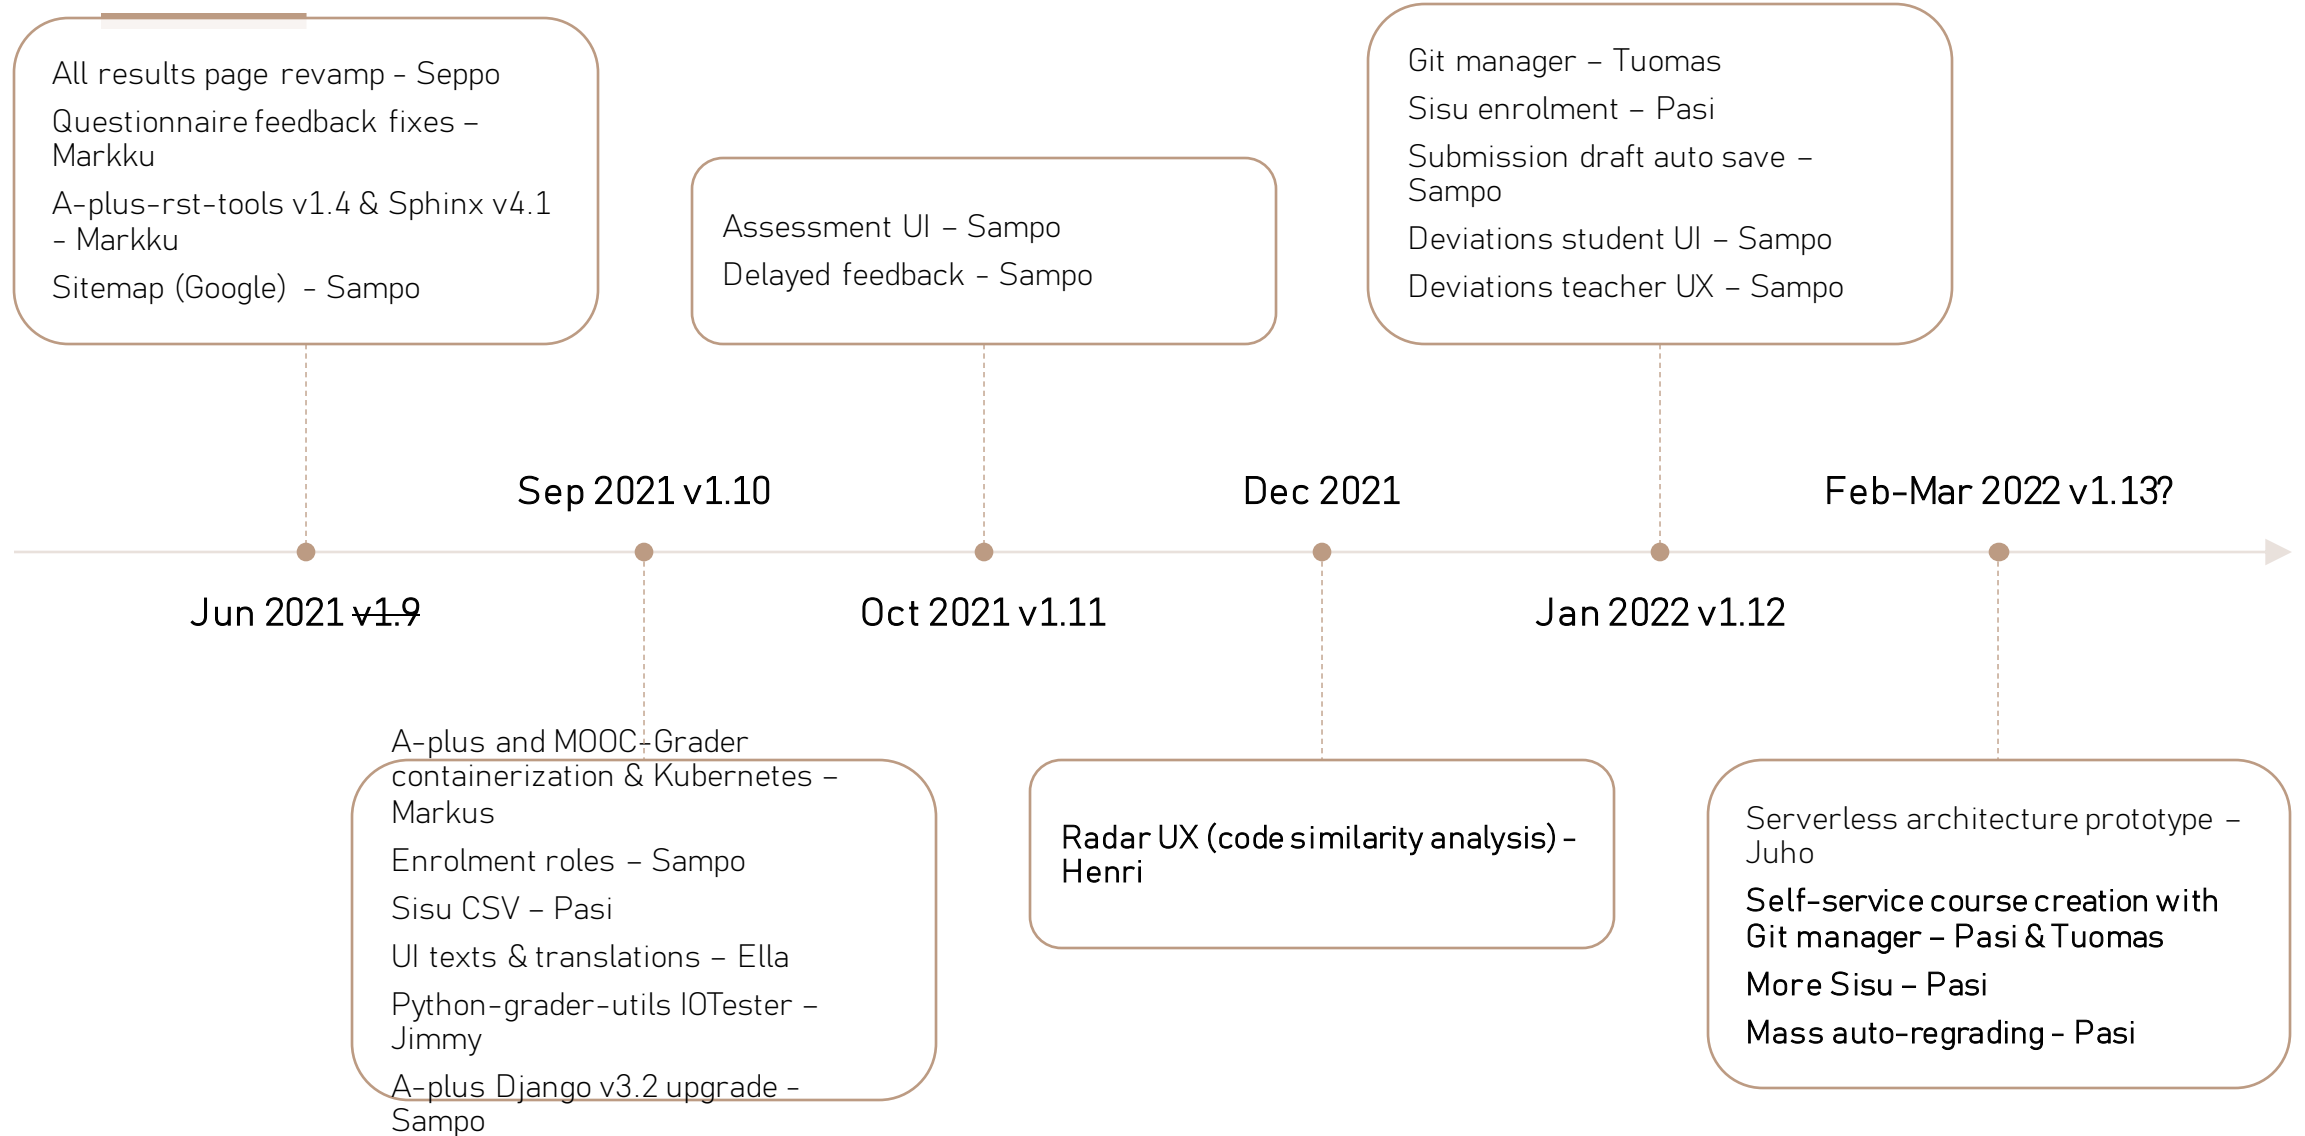 All results page revamp - Seppo
Questionnaire feedback fixes –
Markku
A-plus-rst-tools v1.4 & Sphinx v4.1
- Markku
Sitemap (Google) - Sampo
Assessment UI – Sampo
Delayed feedback - Sampo
Git manager – Tuomas
Sisu enrolment – Pasi
Submission draft auto save –
Sampo
Deviations student UI – Sampo
Deviations teacher UX – Sampo
Sep 2021 v1.10
Dec 2021
Feb-Mar 2022 v1.13?
Jun 2021 v1.9
Oct 2021 v1.11
Jan 2022 v1.12
A-plus and MOOC-Grader
containerization & Kubernetes –
Markus
Enrolment roles – Sampo
Sisu CSV – Pasi
UI texts & translations – Ella
Python-grader-utils IOTester –
Jimmy
A-plus Django v3.2 upgrade -
Sampo
Radar UX (code similarity analysis) -
Henri
Serverless architecture prototype –
Juho
Self-service course creation with
Git manager – Pasi & Tuomas
More Sisu – Pasi
Mass auto-regrading - Pasi